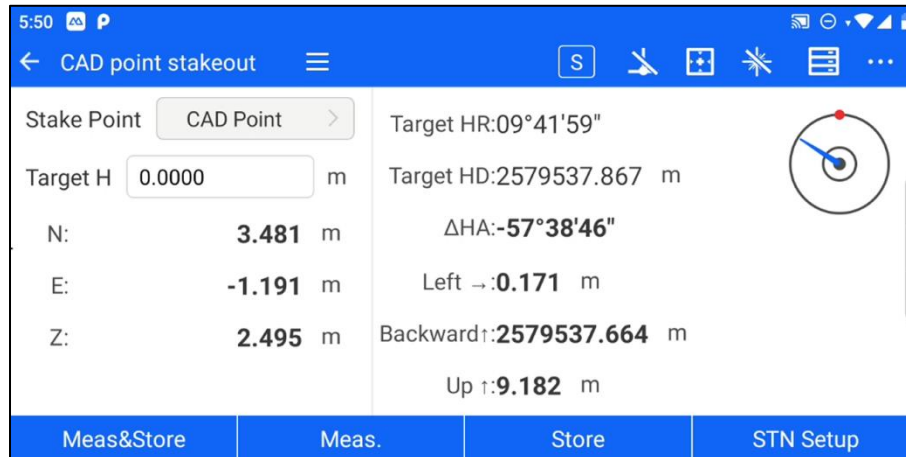 5:50
CAD point stakeout
S
Stake Point CAD Point
Target H 0.0000 m
N: 3.481 m
E: -1.191 m
Z: 2.495 m
Target HR:09°41'59"
Target HD:2579537.867 m
ΔHA:-57°38'46"
Left →:0.171 m
Backward↑:2579537.664 m
Up ↑:9.182 m
Meas&Store Meas. Store STN Setup